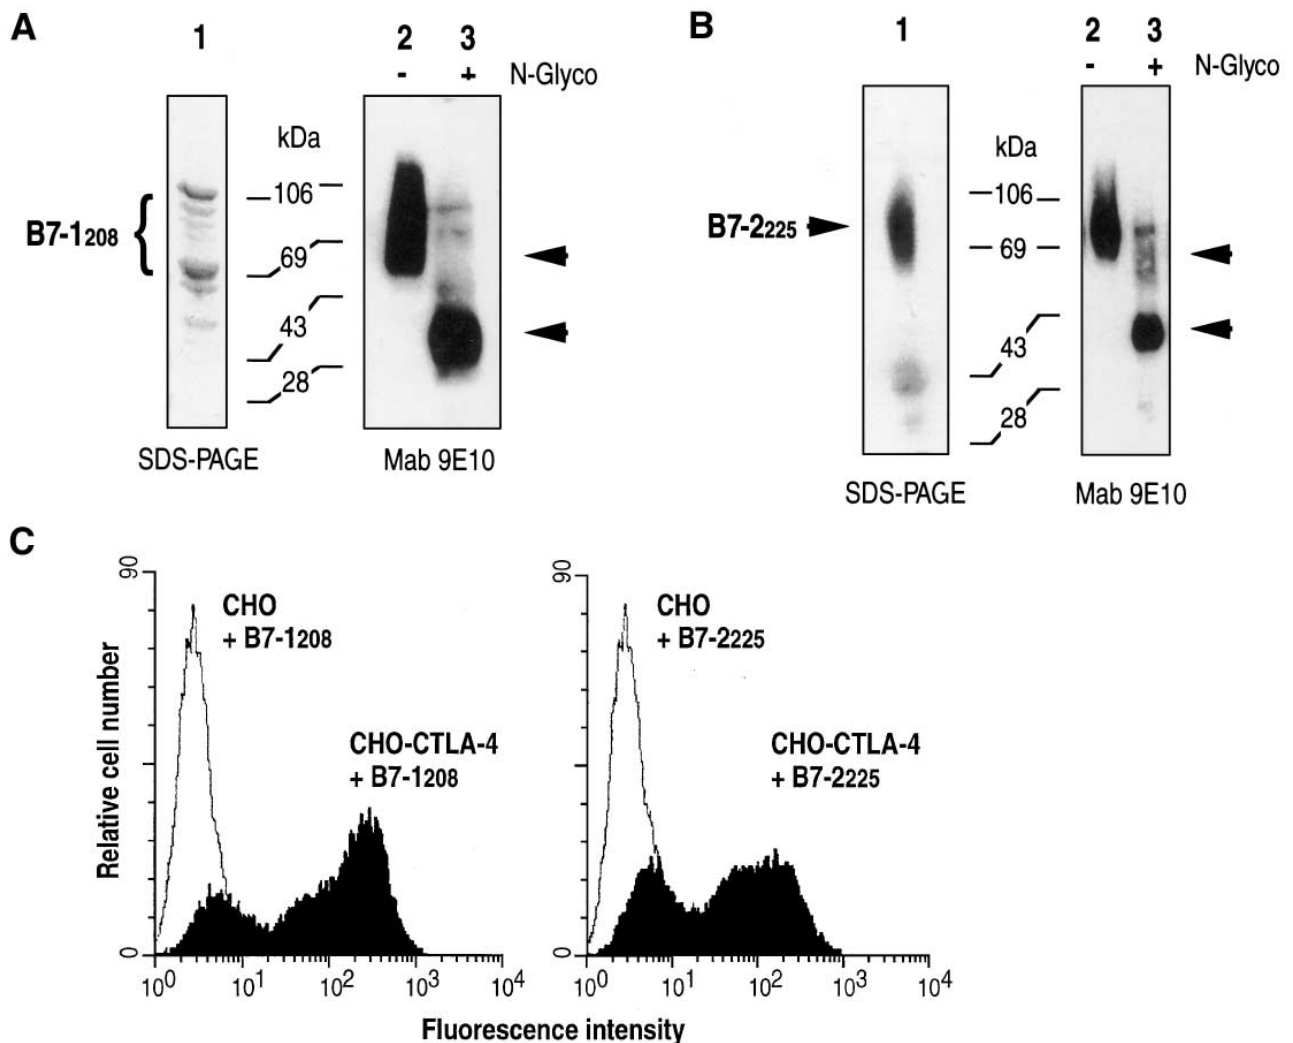 A
1
2
3
- + N-Glyco
kDa
106
69
43
28
B7-1208
SDS-PAGE
Mab 9E10
B
1
2
3
- + N-Glyco
kDa
106
69
43
28
B7-2225
SDS-PAGE
Mab 9E10
C
Relative cell number
90
0
CHO
+ B7-1208
CHO-CTLA-4
+ B7-1208
10⁰ 10¹ 10² 10³ 10⁴
90
0
CHO
+ B7-2225
CHO-CTLA-4
+ B7-2225
10⁰ 10¹ 10² 10³ 10⁴
Fluorescence intensity